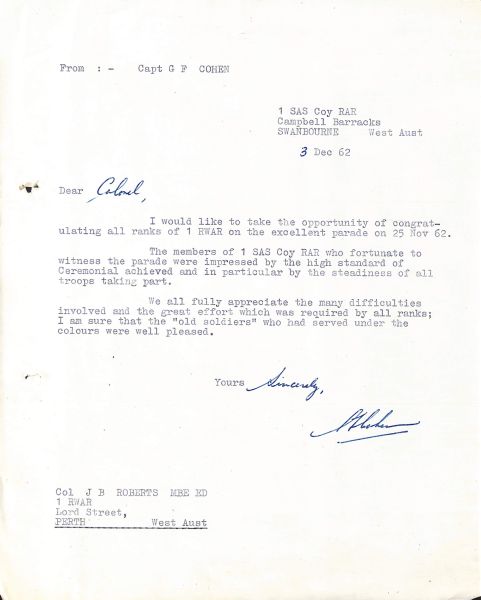 From : - Capt G F COHEN
1 SAS Coy RAR
Campbell Barracks
SWANBOURNE West Aust
3 Dec 62
Dear Colonel,
I would like to take the opportunity of congrat-
ulating all ranks of 1 RWAR on the excellent parade on 25 Nov 62.
The members of 1 SAS Coy RAR who fortunate to
witness the parade were impressed by the high standard of
Ceremonial achieved and in particular by the steadiness of all
troops taking part.
We all fully appreciate the many difficulties
involved and the great effort which was required by all ranks;
I am sure that the "old soldiers" who had served under the
colours were well pleased.
Yours Sincerely,
GFCohen
Col J B ROBERTS MBE ED
1 RWAR
Lord Street,
PERTH West Aust